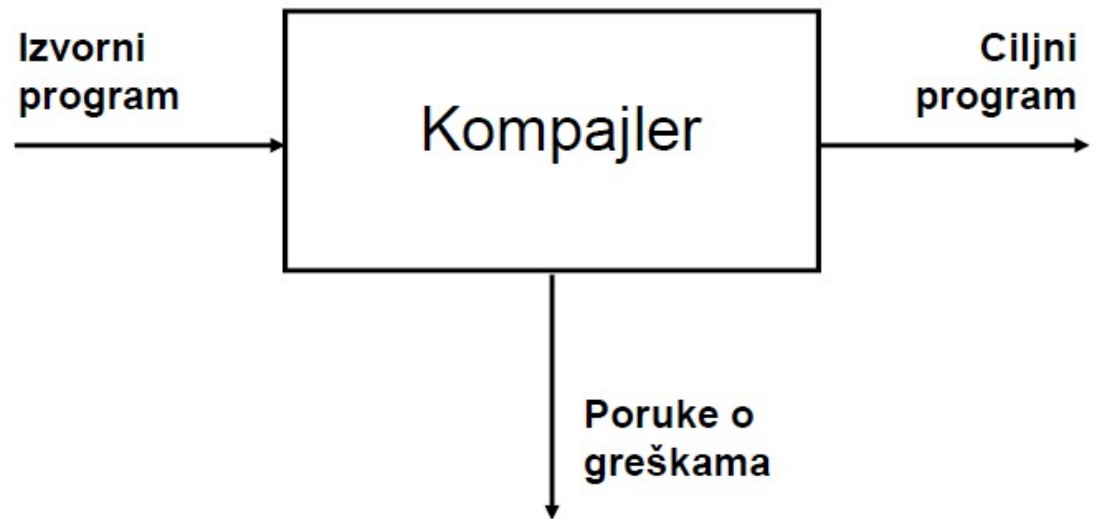 Izvorni
program
Kompajler
Ciljni
program
Poruke o
greškama